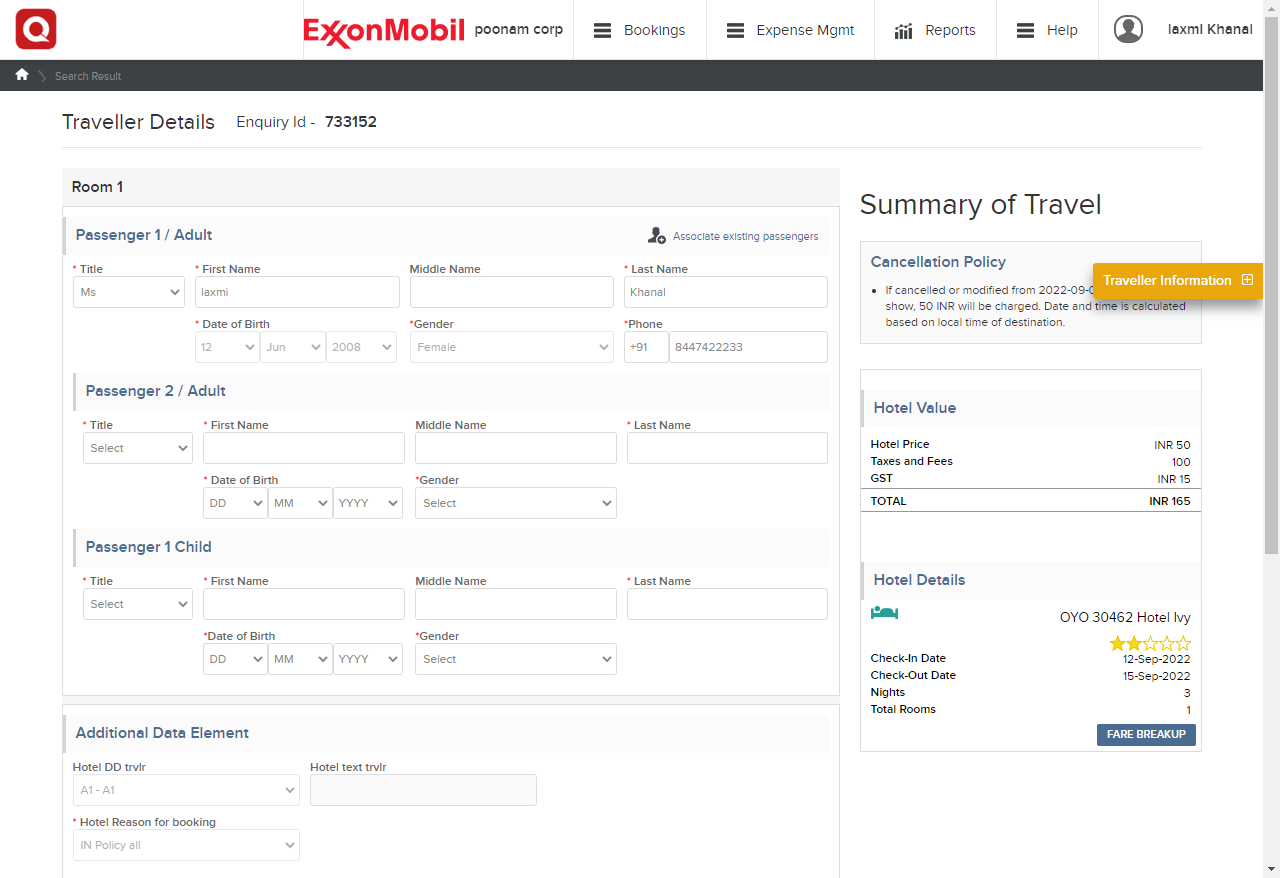 ExxonMobil poonam corp Bookings Expense Mgmt Reports Help laxmi Khanal
Search Result
Traveller Details Enquiry Id - 733152
Room 1
Passenger 1 / Adult Associate existing passengers
* Title * First Name Middle Name * Last Name
Ms laxmi Khanal
* Date of Birth *Gender *Phone
12 Jun 2008 Female +91 8447422233
Passenger 2 / Adult
* Title * First Name Middle Name * Last Name
Select
* Date of Birth *Gender
DD MM YYYY Select
Passenger 1 Child
* Title * First Name Middle Name * Last Name
Select
*Date of Birth *Gender
DD MM YYYY Select
Additional Data Element
Hotel DD trvlr Hotel text trvlr
A1 - A1
* Hotel Reason for booking
IN Policy all
Summary of Travel
Cancellation Policy
Traveller Information
If cancelled or modified from 2022-09-0
show, 50 INR will be charged. Date and time is calculated
based on local time of destination.
Hotel Value
Hotel Price INR 50
Taxes and Fees 100
GST INR 15
TOTAL INR 165
Hotel Details
OYO 30462 Hotel Ivy
Check-In Date 12-Sep-2022
Check-Out Date 15-Sep-2022
Nights 3
Total Rooms 1
FARE BREAKUP